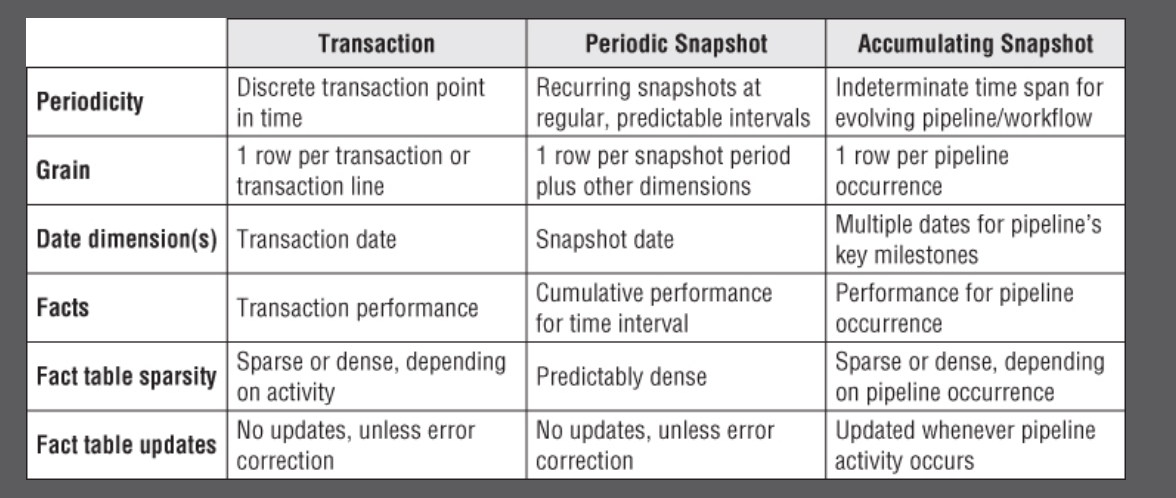 Transaction
Periodic Snapshot
Accumulating Snapshot
Periodicity
Discrete transaction point
in time
Recurring snapshots at
regular, predictable intervals
Indeterminate time span for
evolving pipeline/workflow
Grain
1 row per transaction or
transaction line
1 row per snapshot period
plus other dimensions
1 row per pipeline
occurrence
Date dimension(s)
Transaction date
Snapshot date
Multiple dates for pipeline's
key milestones
Facts
Transaction performance
Cumulative performance
for time interval
Performance for pipeline
occurrence
Fact table sparsity
Sparse or dense, depending
on activity
Predictably dense
Sparse or dense, depending
on pipeline occurrence
Fact table updates
No updates, unless error
correction
No updates, unless error
correction
Updated whenever pipeline
activity occurs